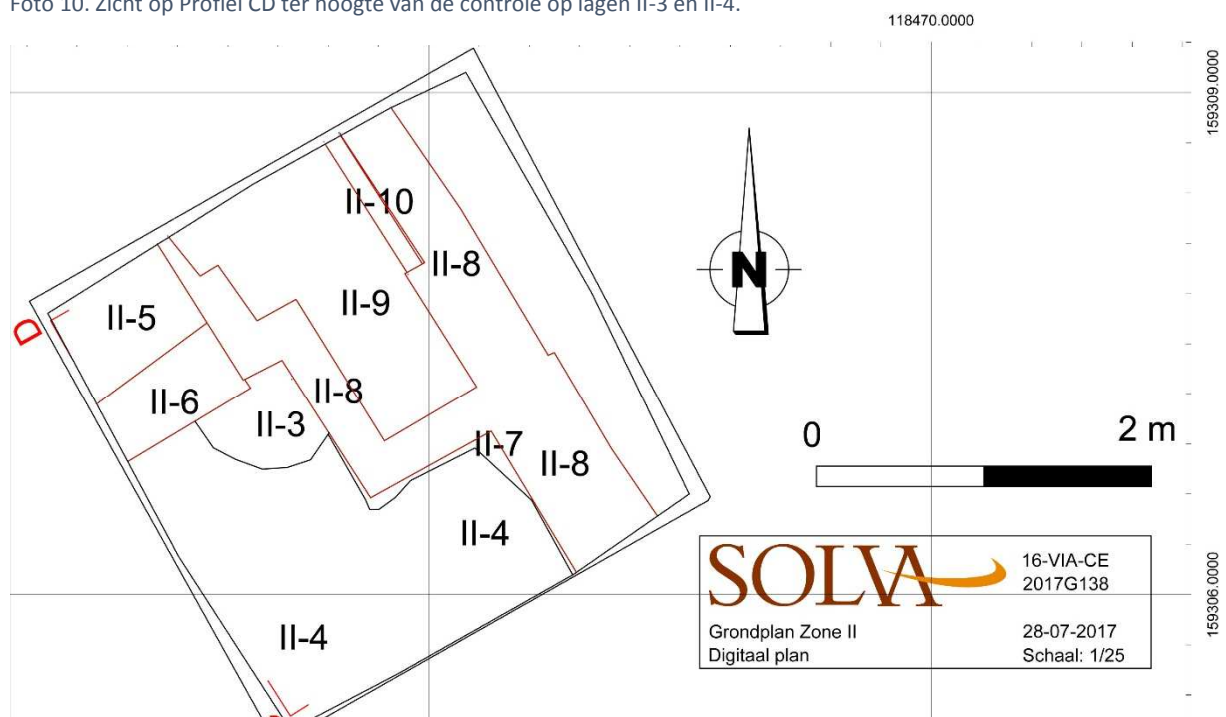 Foto 10. Zicht op Profiel CD ter hoogte van de controle op lagen II-3 en II-4.
118470.0000
159309.0000
II-10
II-8
N
II-9
II-5
D
II-8
II-6
II-3
0 2 m
II-7
II-8
II-4
SOLVA
16-VIA-CE
2017G138
159306.0000
Grondplan Zone II
28-07-2017
Digitaal plan
Schaal: 1/25
II-4